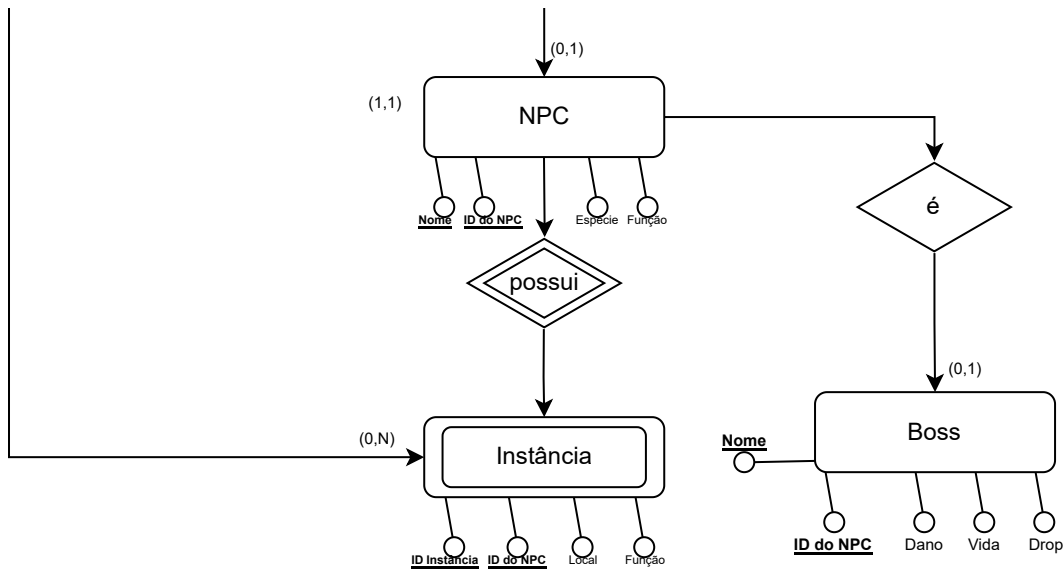 (0,1)
(1,1)
NPC
Nome
ID do NPC
Espécie
Função
é
possui
(0,1)
(0,N)
Instância
Boss
Nome
ID Instância
ID do NPC
Local
Função
ID do NPC
Dano
Vida
Drop